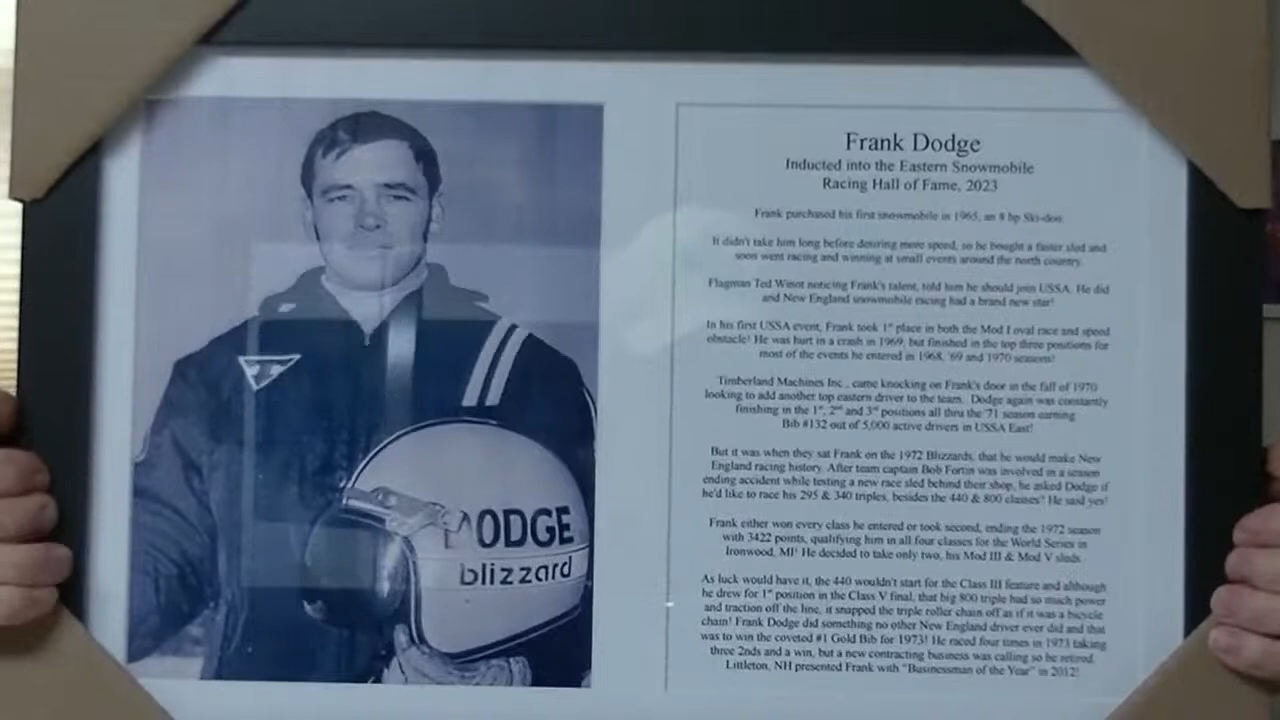 DODGE
blizzard
Frank Dodge
Inducted into the Eastern Snowmobile
Racing Hall of Fame, 2023
Frank purchased his first snowmobile in 1965, an 8 hp Ski-doo
It didn't take him long before desiring more speed, so he bought a faster sled and
soon went racing and winning at small events around the north country.
Flagman Ted Winot noticing Frank's talent, told him he should join USSA. He did
and New England snowmobile racing had a brand new star!
In his first USSA event, Frank took 1st place in both the Mod I oval race and speed
obstacle! He was hurt in a crash in 1969, but finished in the top three positions for
most of the events he entered in 1968, '69 and 1970 seasons!
Timberland Machines Inc., came knocking on Frank's door in the fall of 1970
looking to add another top eastern driver to the team. Dodge again was constantly
finishing in the 1st, 2nd and 3rd positions all thru the '71 season earning
Bib #132 out of 5,000 active drivers in USSA East!
But it was when they sat Frank on the 1972 Blizzards, that he would make New
England racing history. After team captain Bob Fortin was involved in a season
ending accident while testing a new race sled behind their shop, he asked Dodge if
he'd like to race his 295 & 340 triples, besides the 440 & 800 classes? He said yes!
Frank either won every class he entered or took second, ending the 1972 season
with 3422 points, qualifying him in all four classes for the World Series in
Ironwood, MI! He decided to take only two, his Mod III & Mod V sleds.
As luck would have it, the 440 wouldn't start for the Class III feature and although
he drew for 1st position in the Class V final, that big 800 triple had so much power
and traction off the line, it snapped the triple roller chain off as if it was a bicycle
chain! Frank Dodge did something no other New England driver ever did and that
was to win the coveted #1 Gold Bib for 1973! He raced four times in 1973 taking
three 2nds and a win, but a new contracting business was calling so he retired.
Littleton, NH presented Frank with "Businessman of the Year" in 2012!